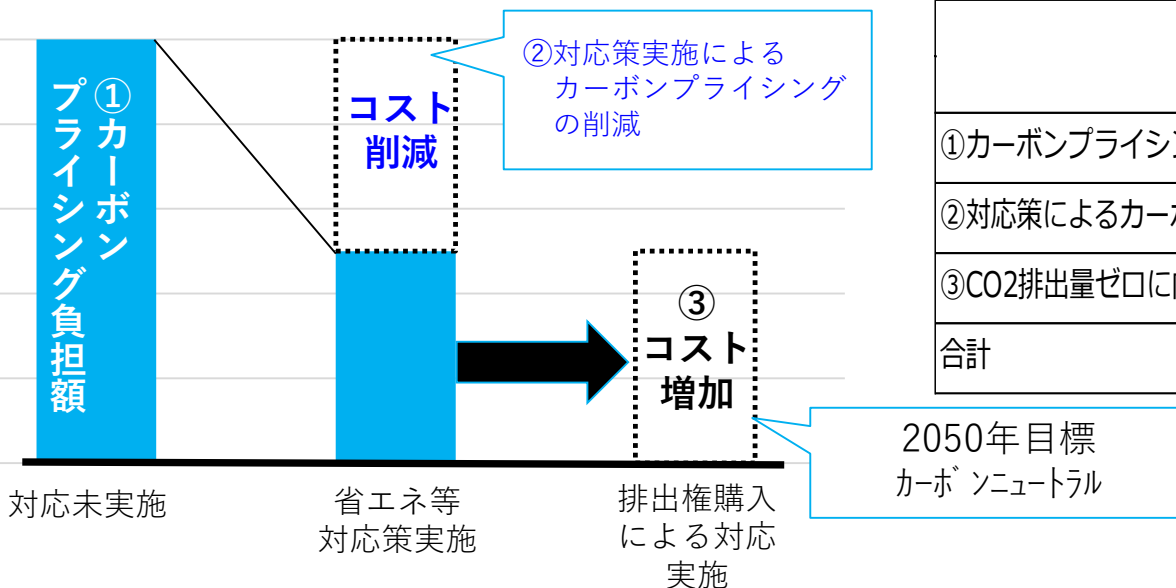 ①カーボン
プライシング負担額
コスト
削減
②対応策実施による
カーボンプライシング
の削減
③
コスト
増加
2050年目標
ｶｰﾎﾞﾝﾆｭｰﾄﾗﾙ
対応未実施
省エネ等
対応策実施
排出権購入
による対応
実施
①カーボンプライシ
②対応策によるカー
③CO2排出量ゼロに
合計